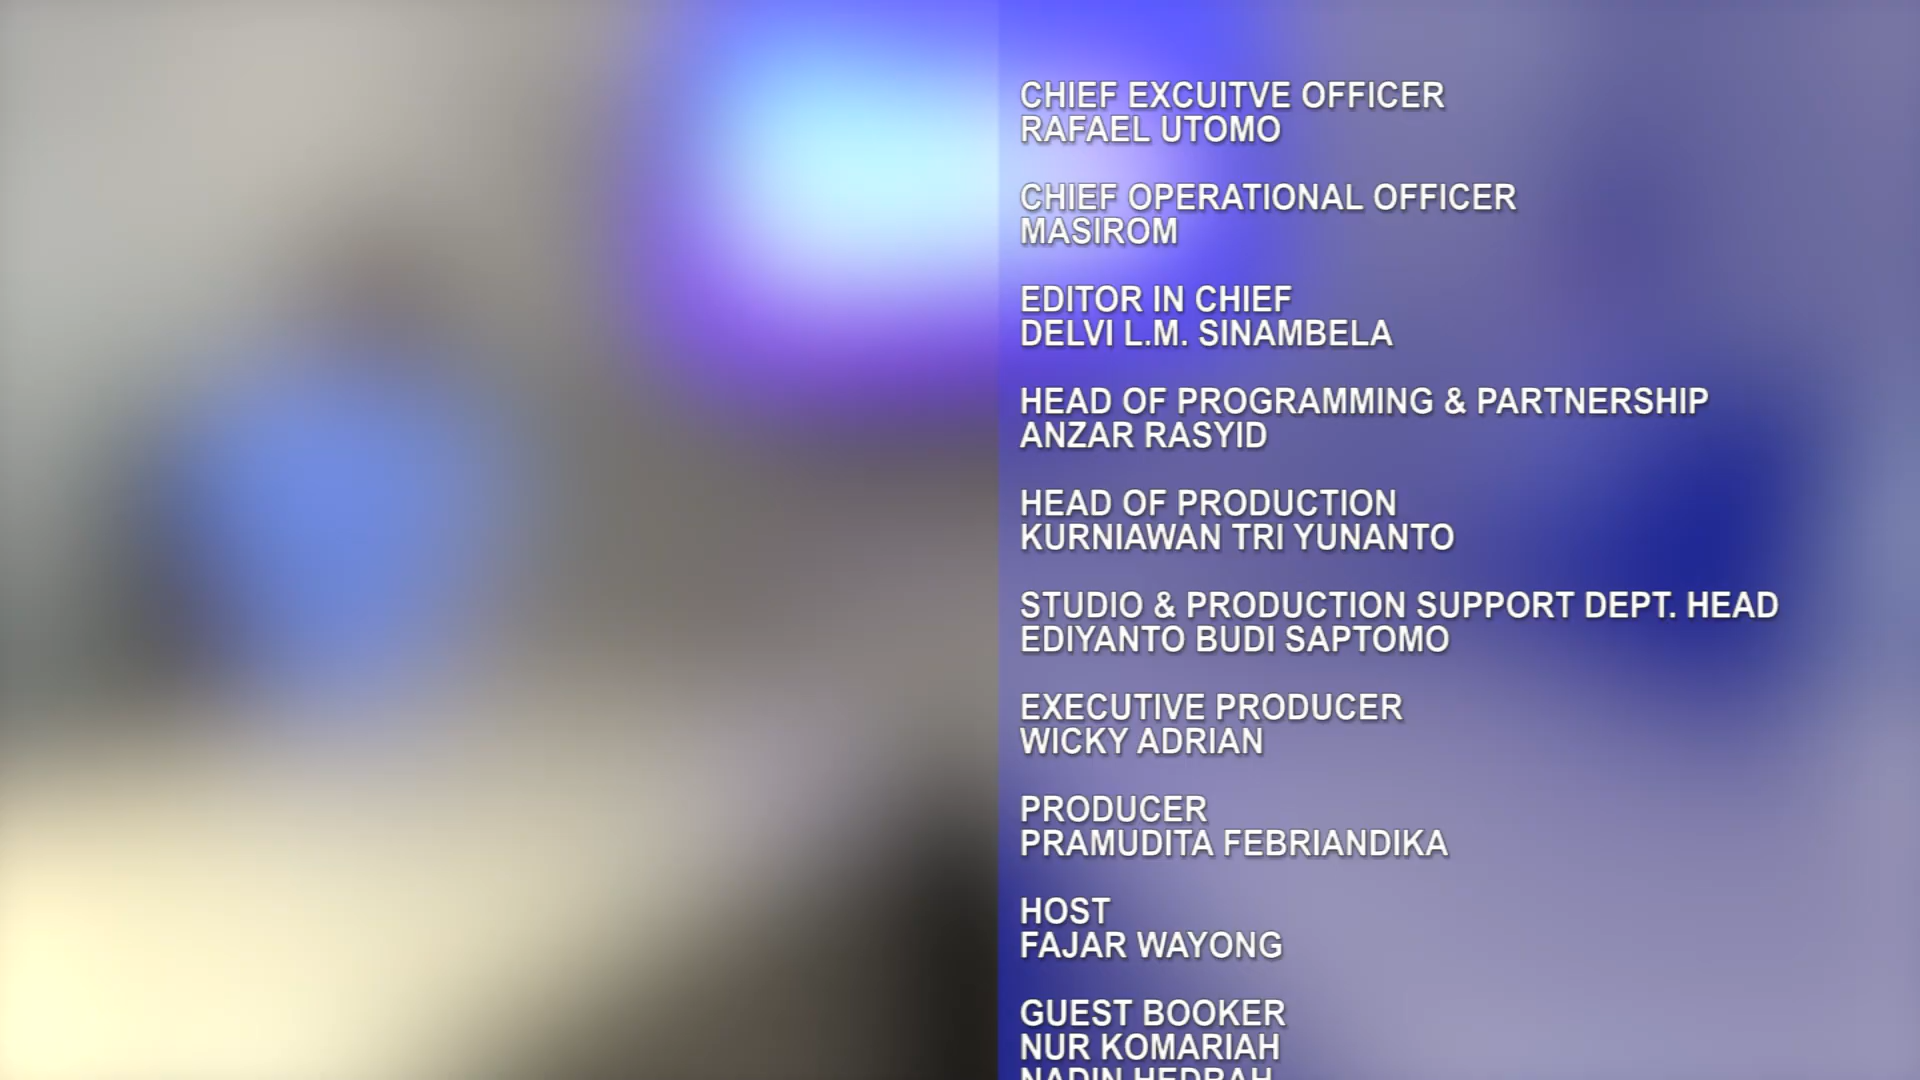 CHIEF EXCUITVE OFFICER
RAFAEL UTOMO
CHIEF OPERATIONAL OFFICER
MASIROM
EDITOR IN CHIEF
DELVI L.M. SINAMBELA
HEAD OF PROGRAMMING & PARTNERSHIP
ANZAR RASYID
HEAD OF PRODUCTION
KURNIAWAN TRI YUNANTO
STUDIO & PRODUCTION SUPPORT DEPT. HEAD
EDIYANTO BUDI SAPTOMO
EXECUTIVE PRODUCER
WICKY ADRIAN
PRODUCER
PRAMUDITA FEBRIANDIKA
HOST
FAJAR WAYONG
GUEST BOOKER
NUR KOMARIAH
NADIN